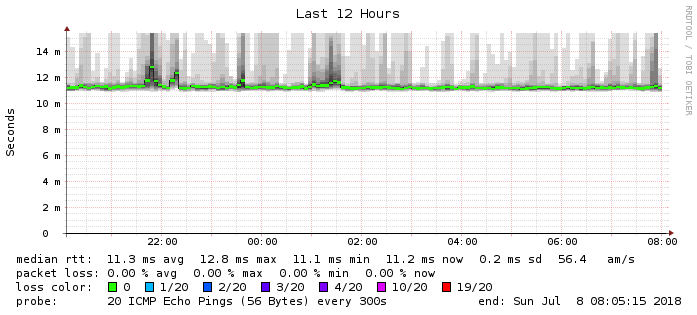 Last 12 Hours
RRDTOOL / TOBI OETIKER
Seconds
14 m
12 m
10 m
8 m
6 m
4 m
2 m
0
22:00 00:00 02:00 04:00 06:00 08:00
median rtt: 11.3 ms avg 12.8 ms max 11.1 ms min 11.2 ms now 0.2 ms sd 56.4 am/s
packet loss: 0.00 % avg 0.00 % max 0.00 % min 0.00 % now
loss color: 0 1/20 2/20 3/20 4/20 10/20 19/20
probe: 20 ICMP Echo Pings (56 Bytes) every 300s end: Sun Jul 8 08:05:15 2018